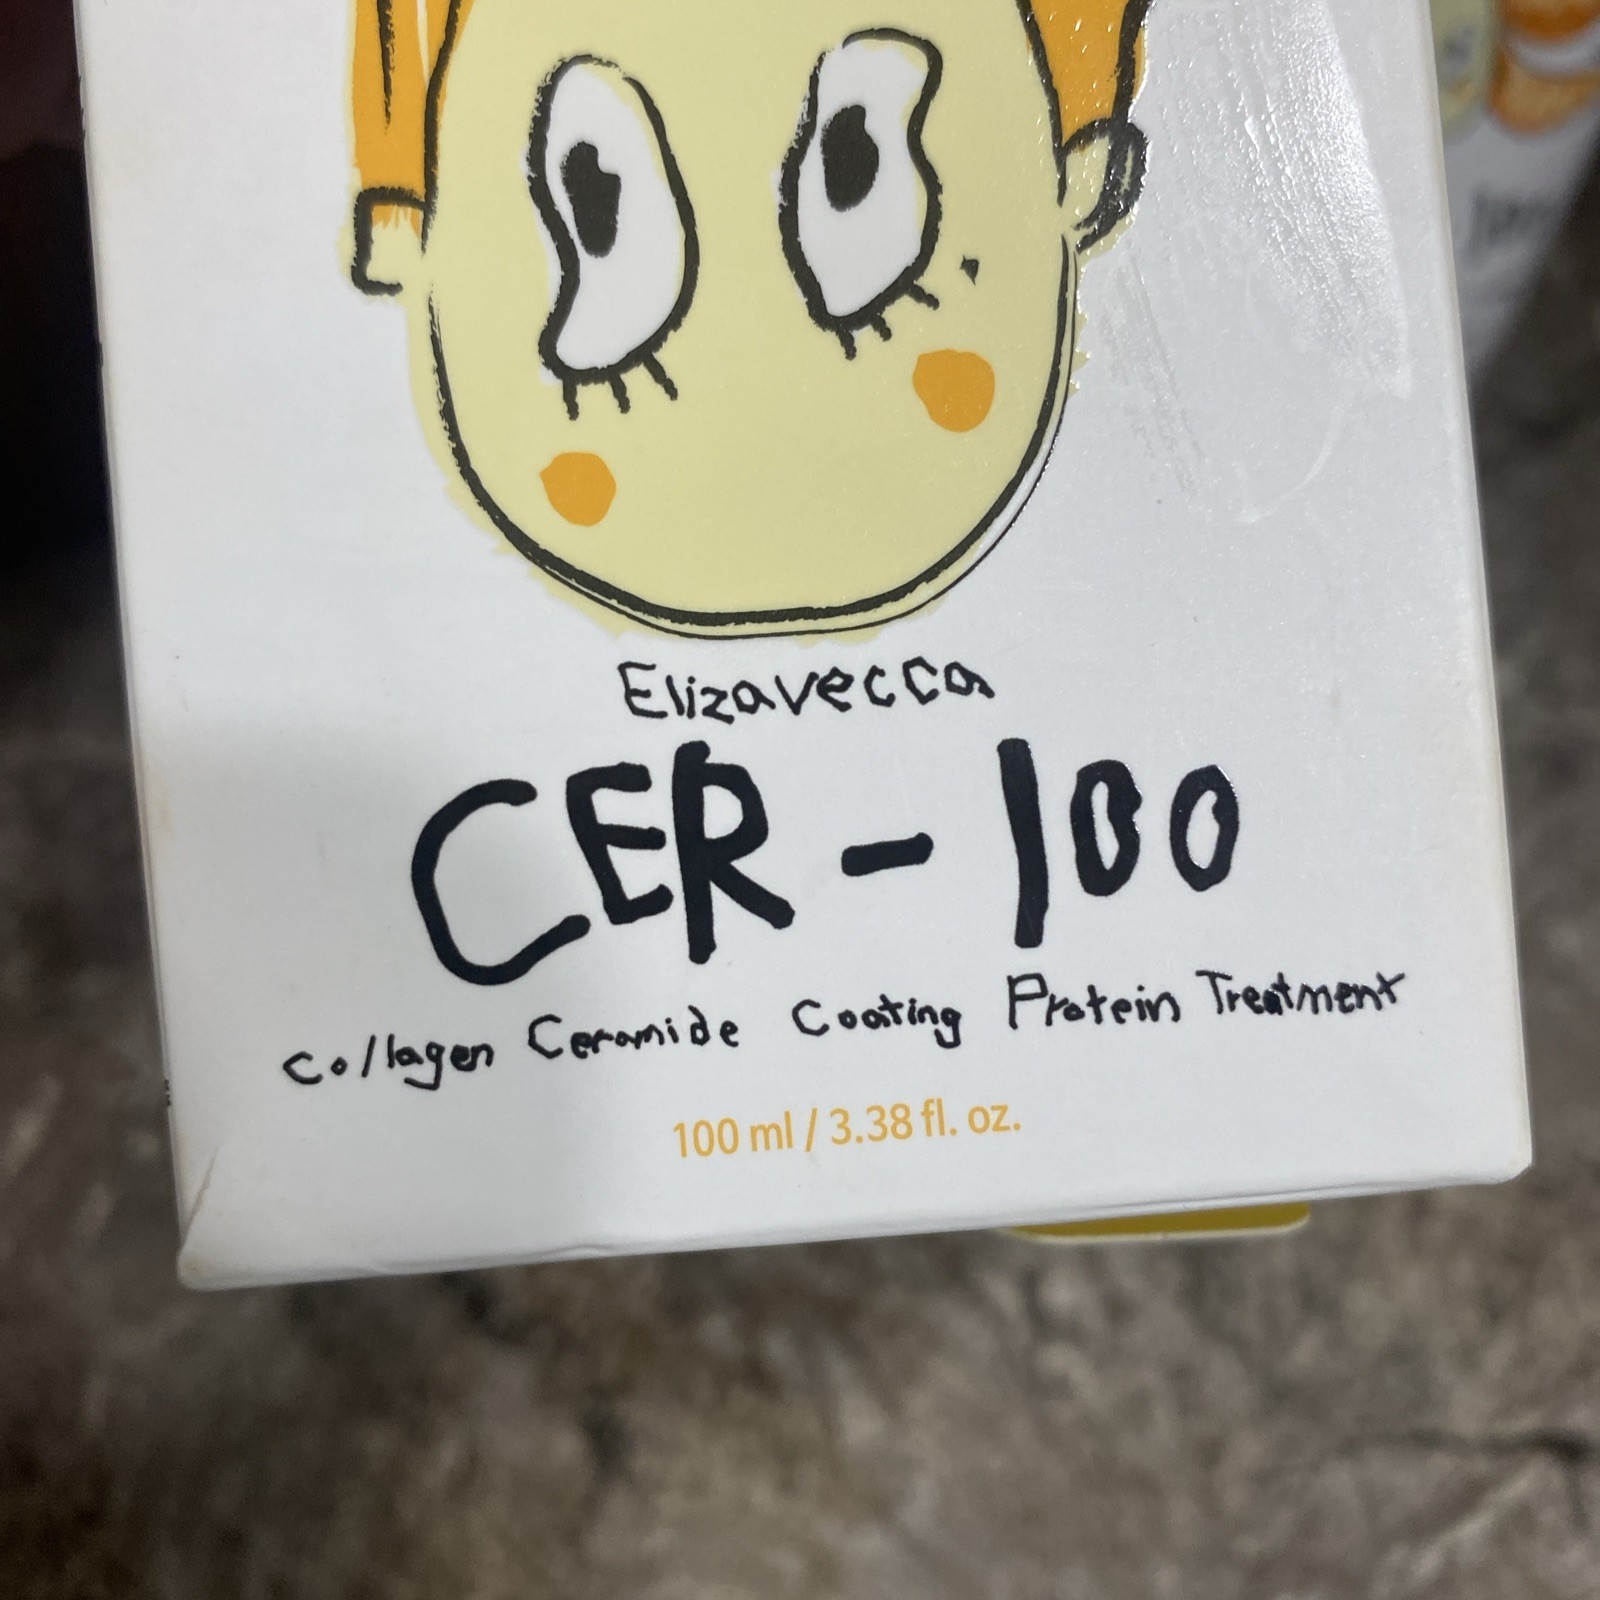 Elizavecca
CER-100
Collagen Ceramide Coating Protein Treatment
100 ml / 3.38 fl. oz.